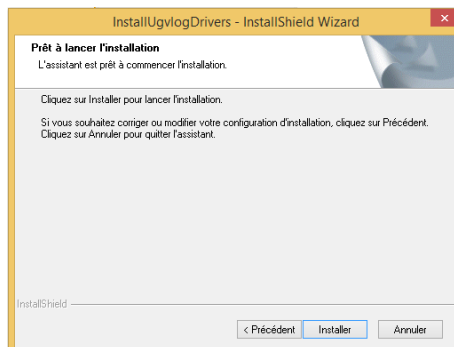 InstallUgvlogDrivers - InstallShield Wizard
Prêt à lancer l'installation
L'assistant est prêt à commencer l'installation.
Cliquez sur Installer pour lancer l'installation.
Si vous souhaitez corriger ou modifier votre configuration d'installation, cliquez sur Précédent.
Cliquez sur Annuler pour quitter l'assistant.
InstallShield
< Précédent Installer Annuler